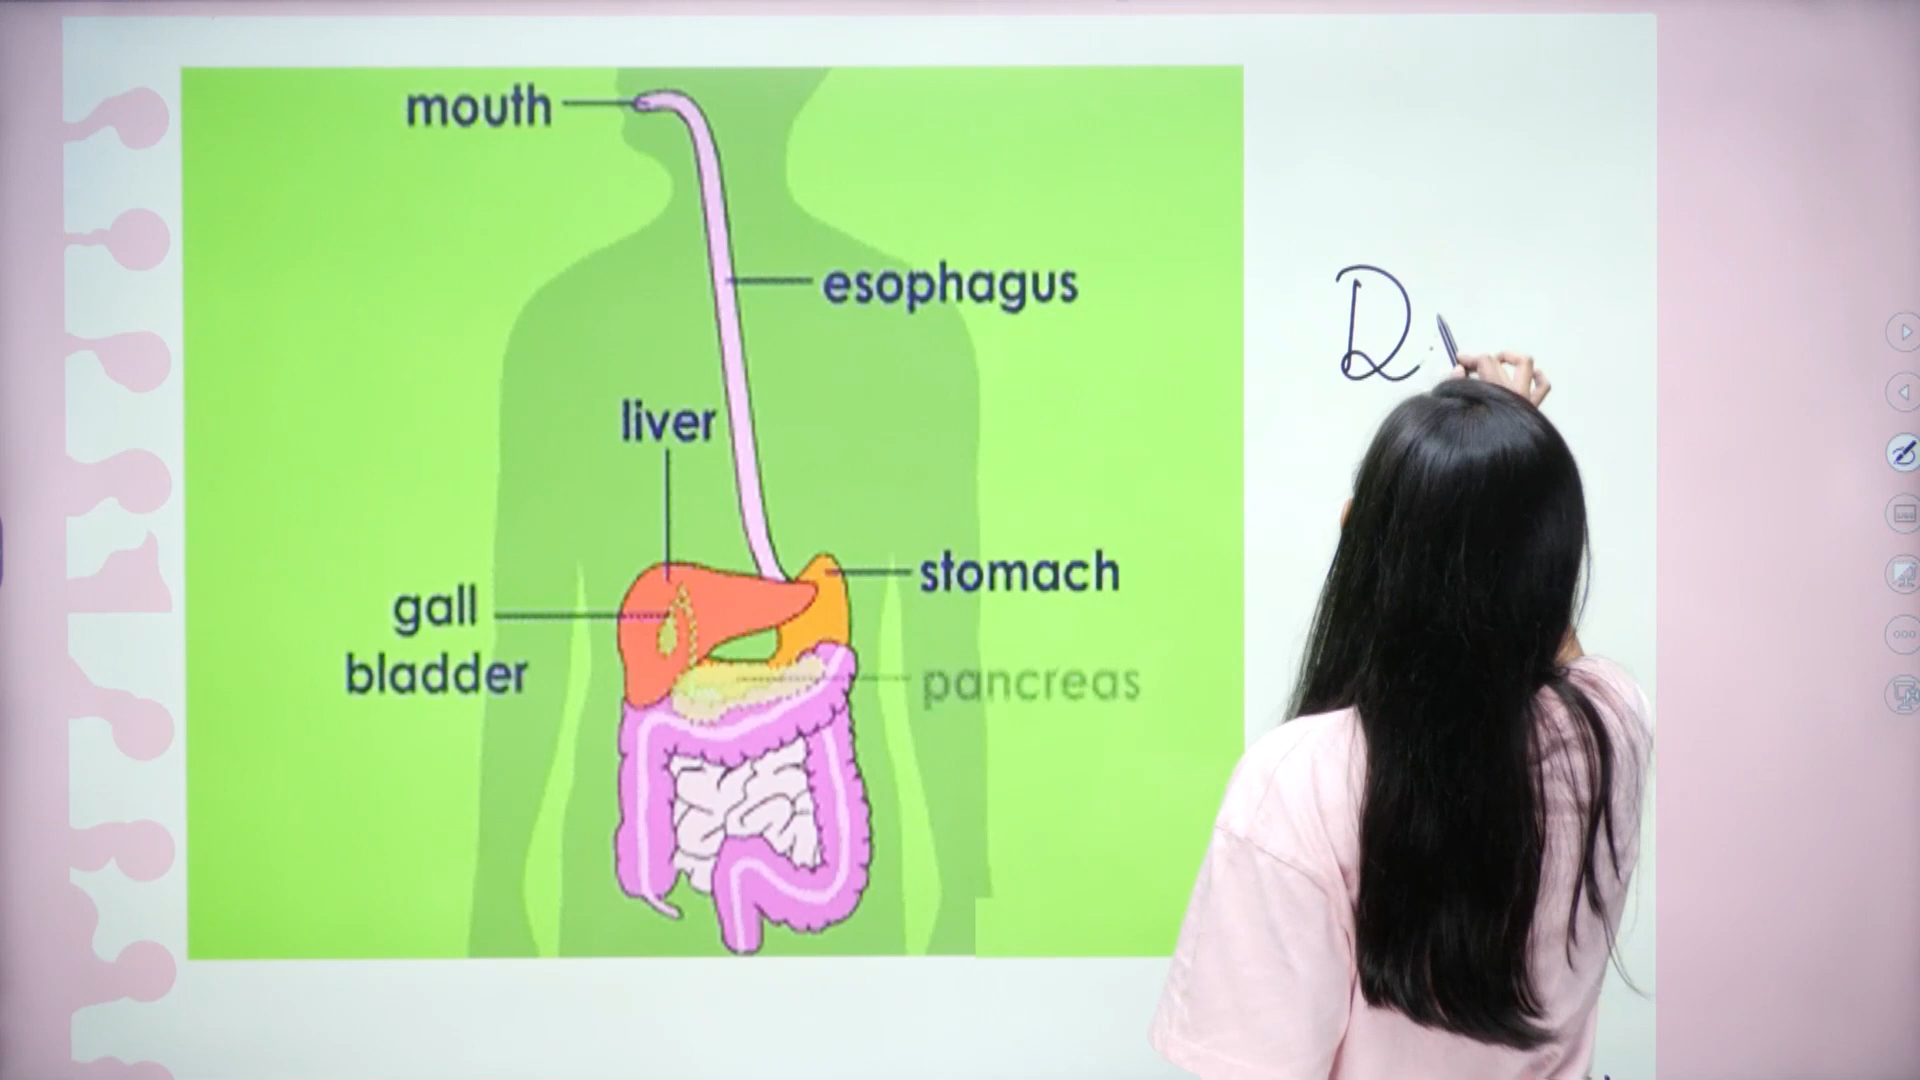 mouth
esophagus
liver
stomach
gall
bladder
pancreas
D